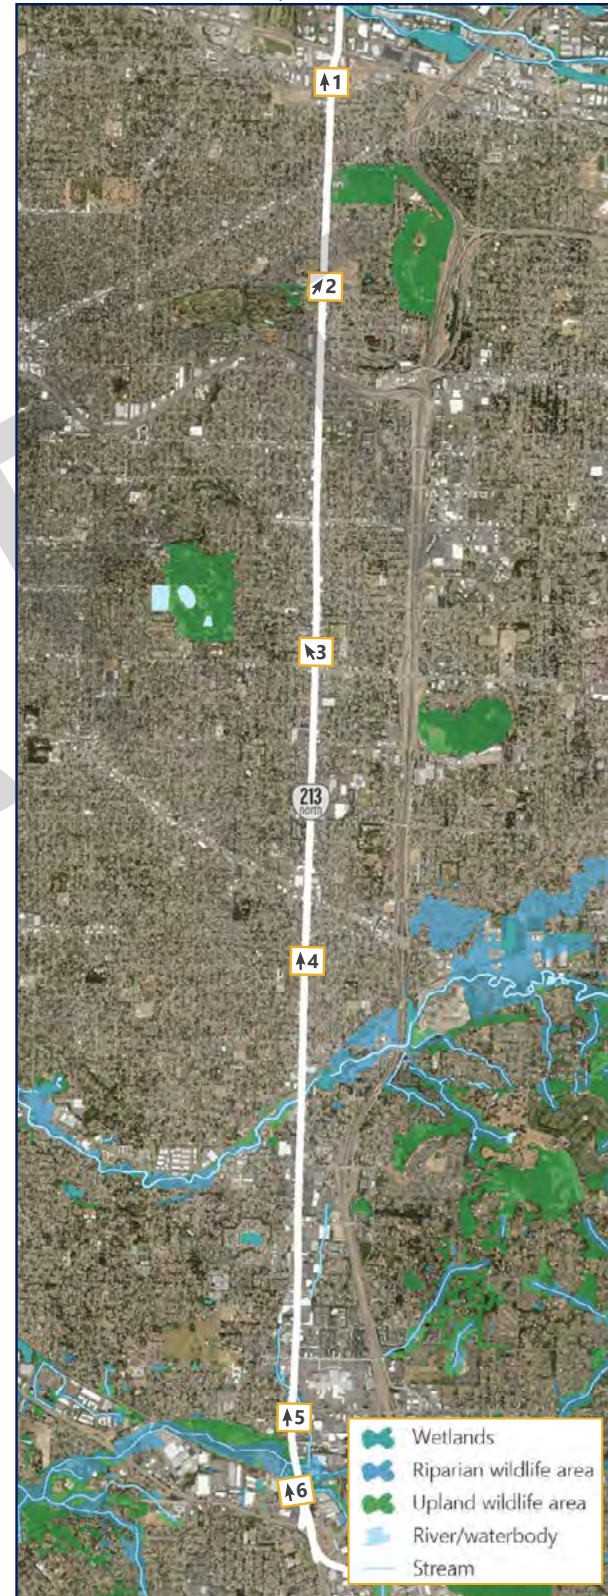 1
2
3
213
north
4
5
6
Wetlands
Riparian wildlife area
Upland wildlife area
River/waterbody
Stream